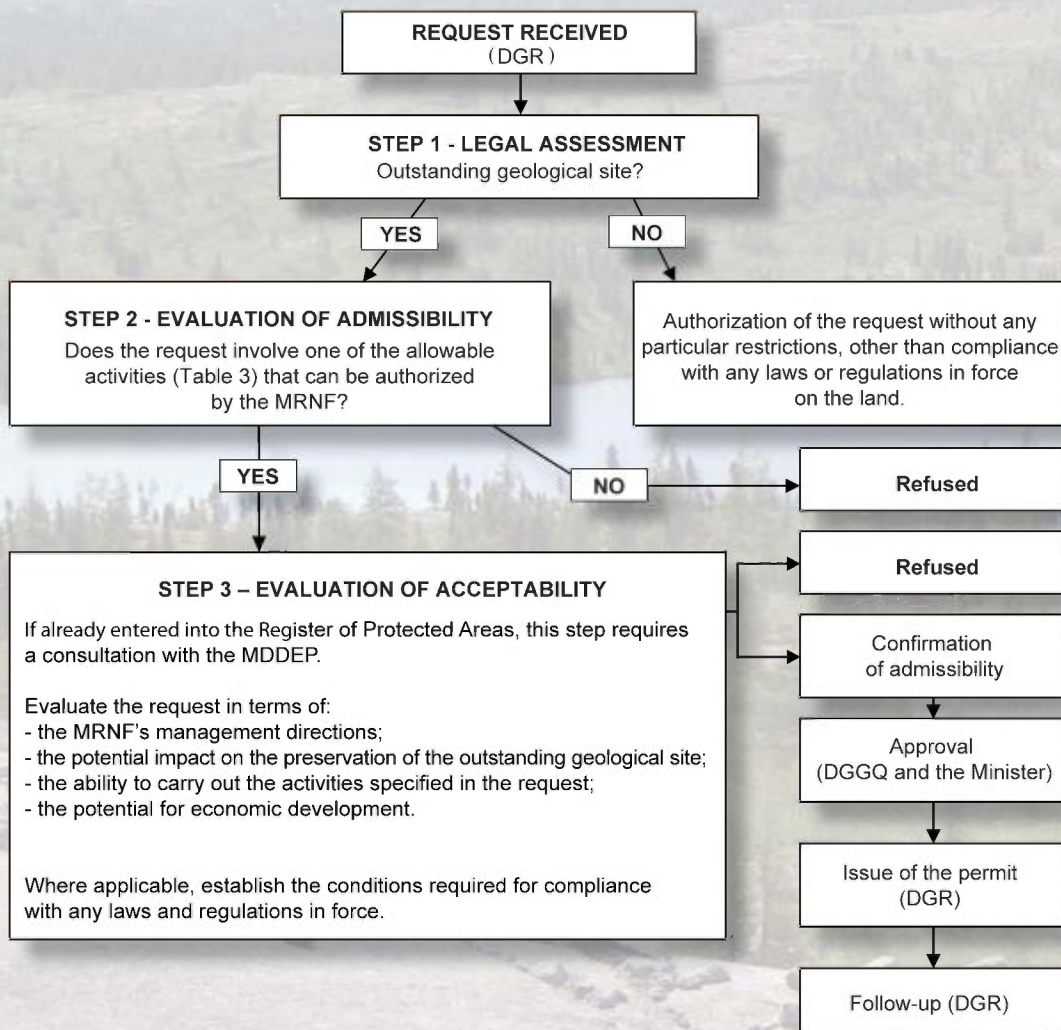 REQUEST RECEIVED
(DGR)
STEP 1 - LEGAL ASSESSMENT
Outstanding geological site?
YES
NO
STEP 2 - EVALUATION OF ADMISSIBILITY
Does the request involve one of the allowable
activities (Table 3) that can be authorized
by the MRNF?
Authorization of the request without any
particular restrictions, other than compliance
with any laws or regulations in force
on the land.
YES
NO
Refused
STEP 3 – EVALUATION OF ACCEPTABILITY
If already entered into the Register of Protected Areas, this step requires
a consultation with the MDDEP.
Evaluate the request in terms of:
- the MRNF's management directions;
- the potential impact on the preservation of the outstanding geological site;
- the ability to carry out the activities specified in the request;
- the potential for economic development.
Where applicable, establish the conditions required for compliance
with any laws and regulations in force.
Refused
Confirmation
of admissibility
Approval
(DGGQ and the Minister)
Issue of the permit
(DGR)
Follow-up (DGR)